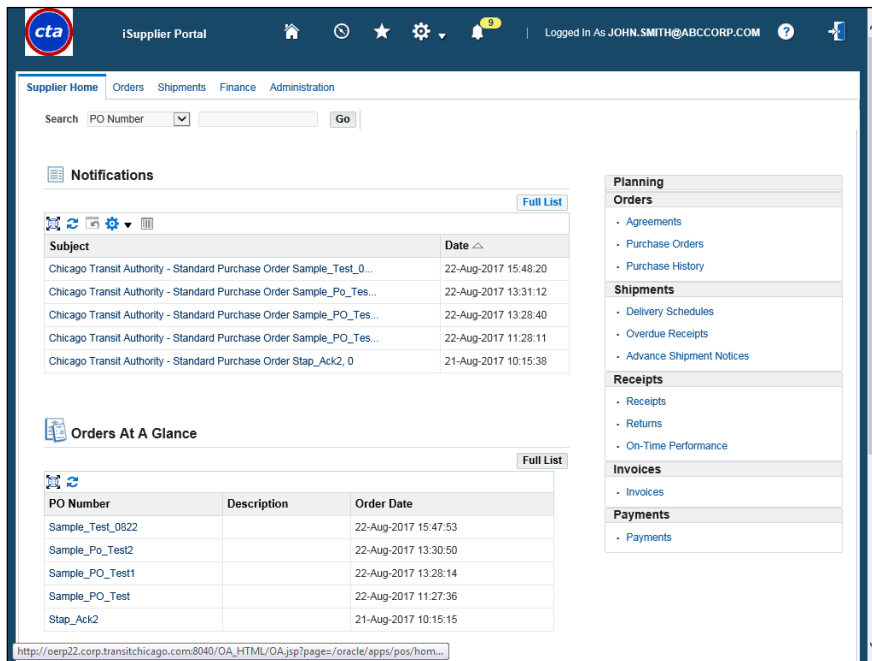 cta
iSupplier Portal
9
Logged In As JOHN.SMITH@ABCCORP.COM
?
Supplier Home Orders Shipments Finance Administration
Search PO Number Go
Notifications
Full List
Subject Date
Chicago Transit Authority - Standard Purchase Order Sample_Test_0... 22-Aug-2017 15:48:20
Chicago Transit Authority - Standard Purchase Order Sample_Po_Tes... 22-Aug-2017 13:31:12
Chicago Transit Authority - Standard Purchase Order Sample_PO_Tes... 22-Aug-2017 13:28:40
Chicago Transit Authority - Standard Purchase Order Sample_PO_Tes... 22-Aug-2017 11:28:11
Chicago Transit Authority - Standard Purchase Order Stap_Ack2, 0 21-Aug-2017 10:15:38
Orders At A Glance
Full List
PO Number Description Order Date
Sample_Test_0822 22-Aug-2017 15:47:53
Sample_Po_Test2 22-Aug-2017 13:30:50
Sample_PO_Test1 22-Aug-2017 13:28:14
Sample_PO_Test 22-Aug-2017 11:27:36
Stap_Ack2 21-Aug-2017 10:15:15
Planning
Orders
Agreements
Purchase Orders
Purchase History
Shipments
Delivery Schedules
Overdue Receipts
Advance Shipment Notices
Receipts
Receipts
Returns
On-Time Performance
Invoices
Invoices
Payments
Payments
http://oerp22.corp.transitchicago.com:8040/OA_HTML/OA.jsp?page=/oracle/apps/pos/hom...